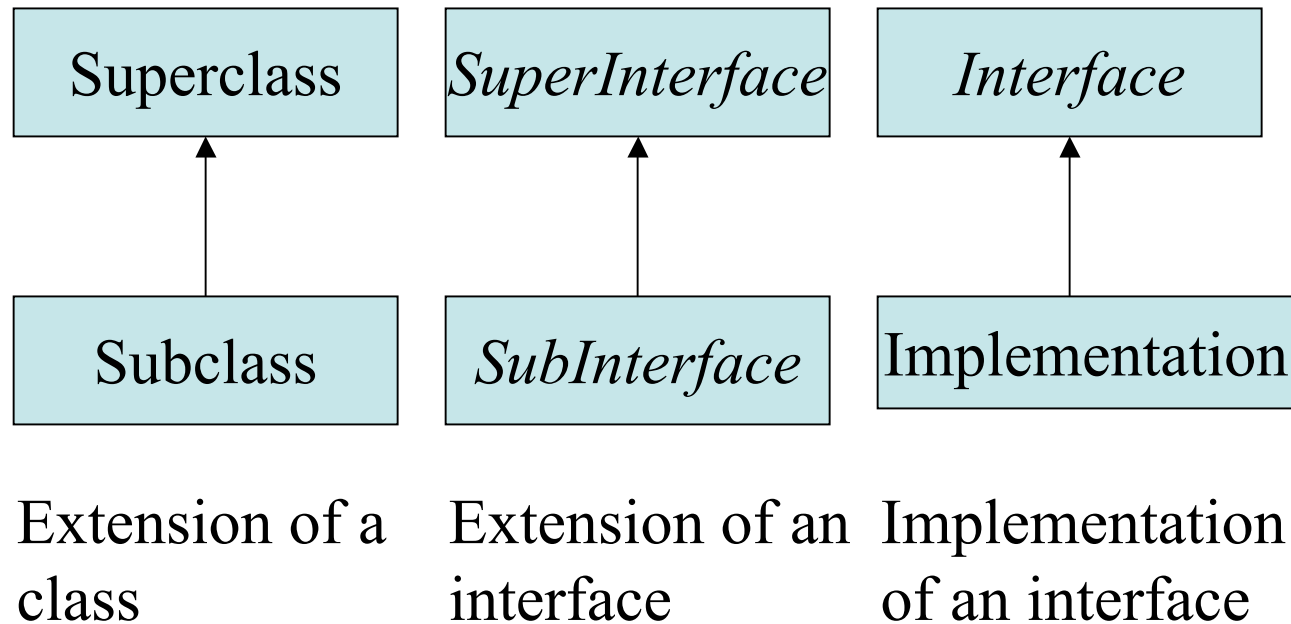 Superclass
SuperInterface
Interface
Subclass
SubInterface
Implementation
Extension of a
class
Extension of an
interface
Implementation
of an interface